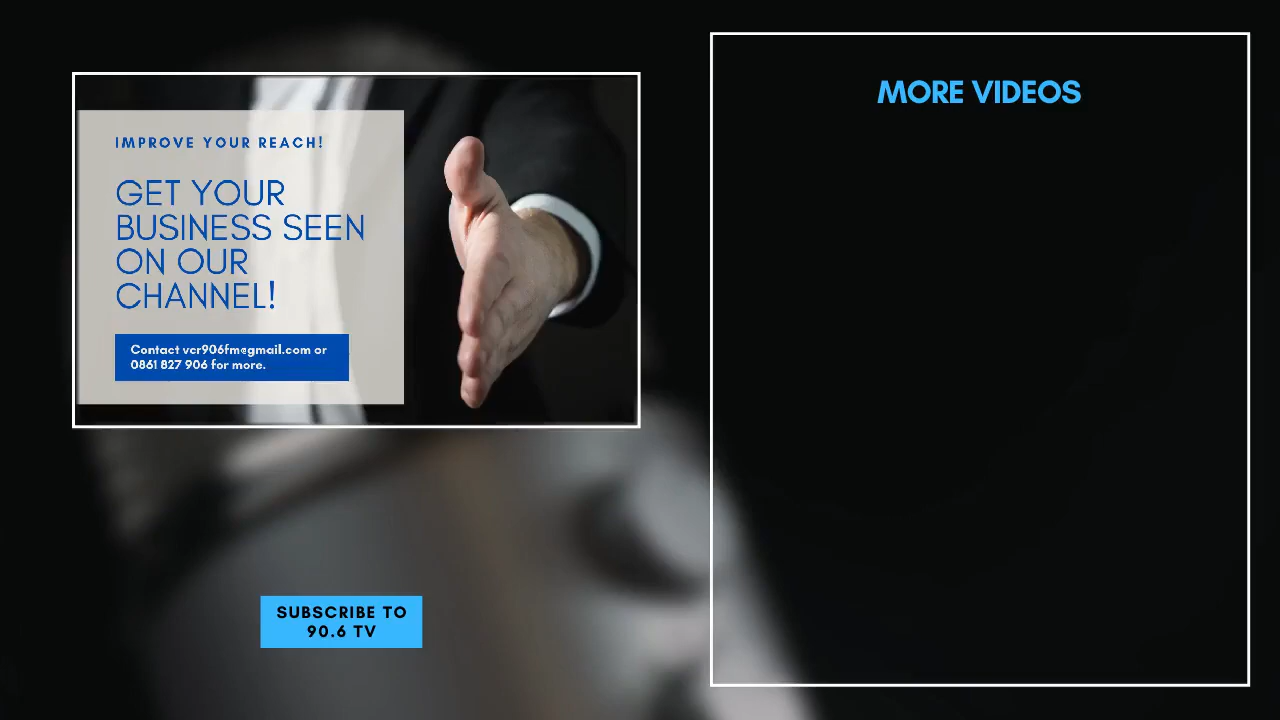 IMPROVE YOUR REACH!
GET YOUR
BUSINESS SEEN
ON OUR
CHANNEL!
Contact vcr906fm@gmail.com or
0861 827 906 for more.
MORE VIDEOS
SUBSCRIBE TO
90.6 TV